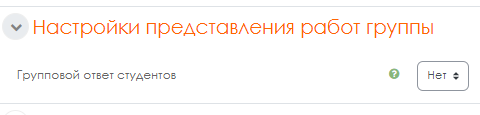 Настройки представления работ группы
Групповой ответ студентов
?
Нет